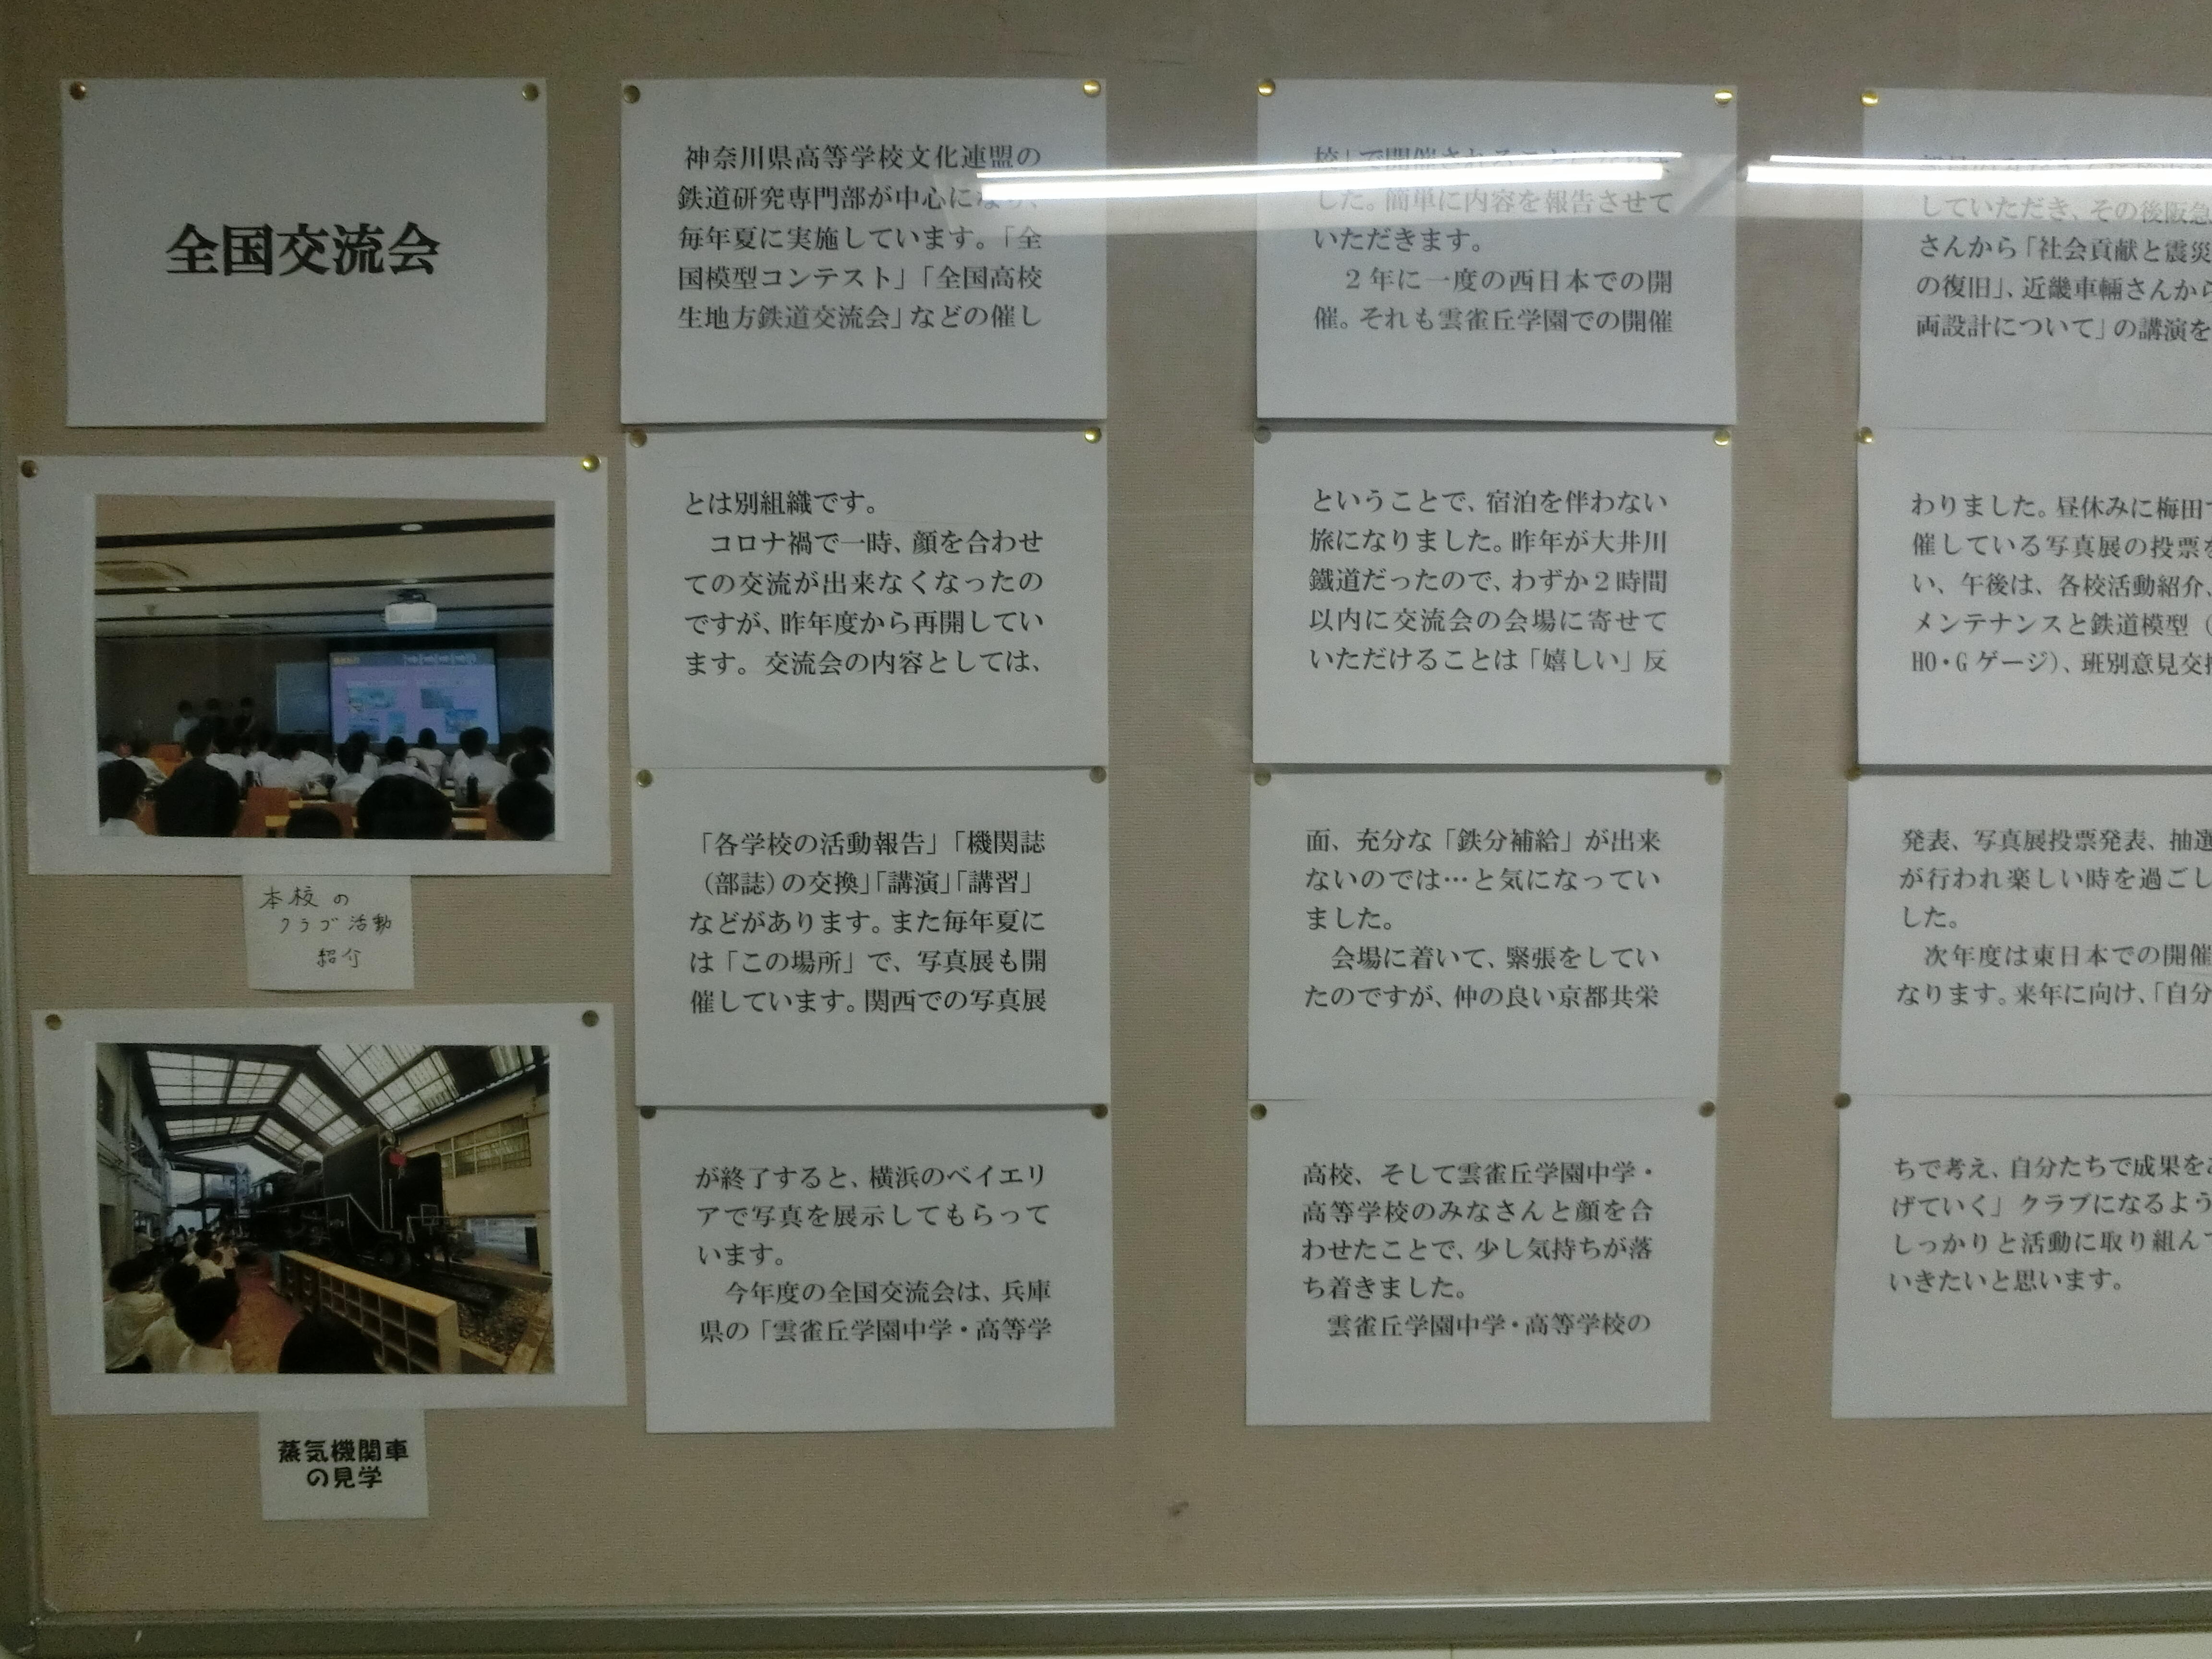 全国交流会
本校の
クラブ活動
紹介
蒸気機関車
の見学
神奈川県高等学校文化連盟の
鉄道研究専門部が中心に
毎年夏に実施しています。「全
国模型コンテスト」「全国高校
生地方鉄道交流会」などの催し
とは別組織です。
コロナ禍で一時、顔を合わせ
ての交流が出来なくなったの
ですが、昨年度から再開してい
ます。交流会の内容としては、
「各学校の活動報告」「機関誌
（部誌）の交換」「講演」「講習」
などがあります。また毎年夏に
は「この場所」で、写真展も開
催しています。関西での写真展
が終了すると、横浜のベイエリ
アで写真を展示してもらって
います。
今年度の全国交流会は、兵庫
県の「雲雀丘学園中学・高等学
校」で開催されることになりま
した。簡単に内容を報告させて
いただきます。
２年に一度の西日本での開
催。それも雲雀丘学園での開催
ということで、宿泊を伴わない
旅になりました。昨年が大井川
鐵道だったので、わずか２時間
以内に交流会の会場に寄せて
いただけることは「嬉しい」反
面、充分な「鉄分補給」が出来
ないのでは…と気になってい
ました。
会場に着いて、緊張をしてい
たのですが、仲の良い京都共栄
高校、そして雲雀丘学園中学・
高等学校のみなさんと顔を合
わせたことで、少し気持ちが落
ち着きました。
雲雀丘学園中学・高等学校の
していただき、その後阪急
さんから「社会貢献と震災
の復旧」、近畿車輛さんから
両設計について」の講演を
わりました。昼休みに梅田で
催している写真展の投票を
い、午後は、各校活動紹介、
メンテナンスと鉄道模型（
HO・Gゲージ）、班別意見交換
発表、写真展投票発表、抽選
が行われ楽しい時を過ごし
した。
次年度は東日本での開催
なります。来年に向け、「自分
ちで考え、自分たちで成果をあ
げていく」クラブになるよう
しっかりと活動に取り組んで
いきたいと思います。